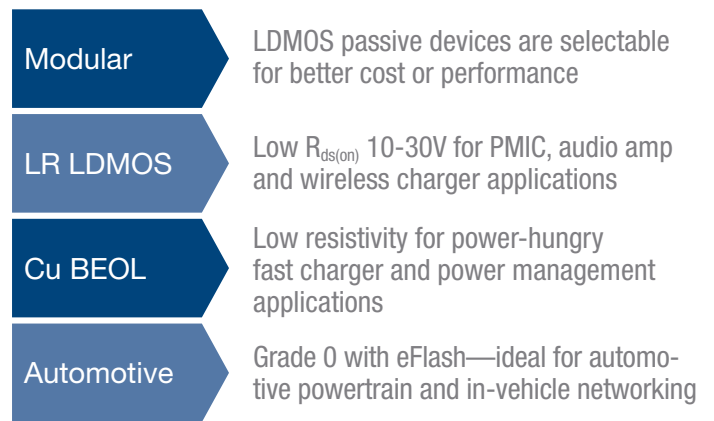 Modular
LDMOS passive devices are selectable
for better cost or performance
LR LDMOS
Low Rds(on) 10-30V for PMIC, audio amp
and wireless charger applications
Cu BEOL
Low resistivity for power-hungry
fast charger and power management
applications
Automotive
Grade 0 with eFlash—ideal for automo-
tive powertrain and in-vehicle networking